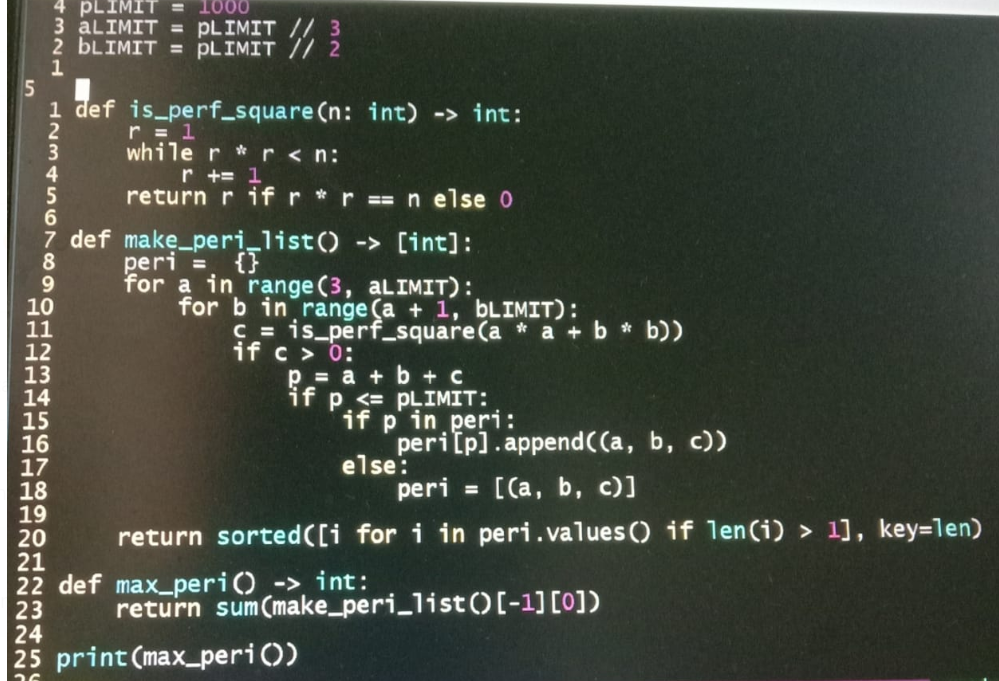 4 pLIMIT = 1000
3 aLIMIT = pLIMIT // 3
2 bLIMIT = pLIMIT // 2
1
5
1 def is_perf_square(n: int) -> int:
2     r = 1
3     while r * r < n:
4         r += 1
5     return r if r * r == n else 0
6
7 def make_peri_list() -> [int]:
8     peri =  {}
9     for a in range(3, aLIMIT):
10         for b in range(a + 1, bLIMIT):
11             c = is_perf_square(a * a + b * b))
12             if c > 0:
13                 p = a + b + c
14                 if p <= pLIMIT:
15                     if p in peri:
16                         peri[p].append((a, b, c))
17                     else:
18                         peri = [(a, b, c)]
19
20     return sorted([i for i in peri.values() if len(i) > 1], key=len)
21
22 def max_peri() -> int:
23     return sum(make_peri_list()[-1][0])
24
25 print(max_peri())
26